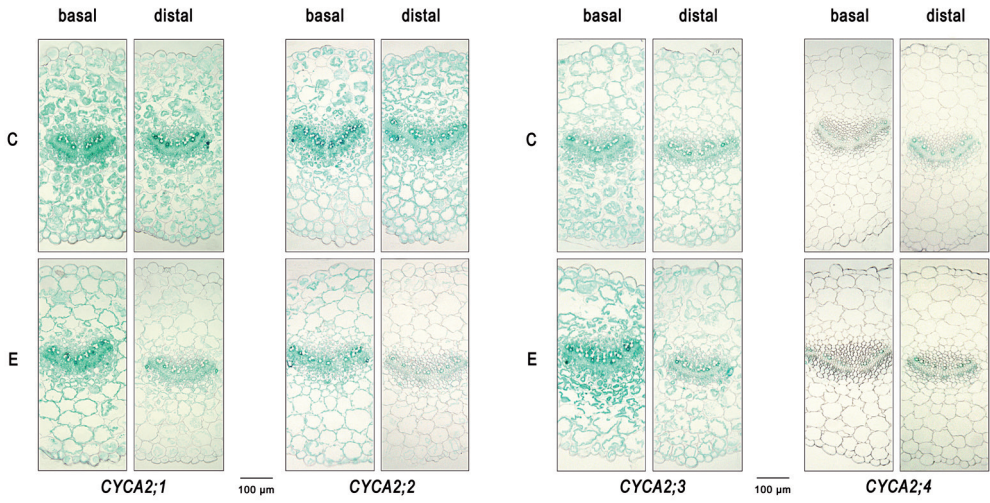 basal distal basal distal basal distal basal distal
C C
E E
CYCA2;1 100 µm CYCA2;2 CYCA2;3 100 µm CYCA2;4